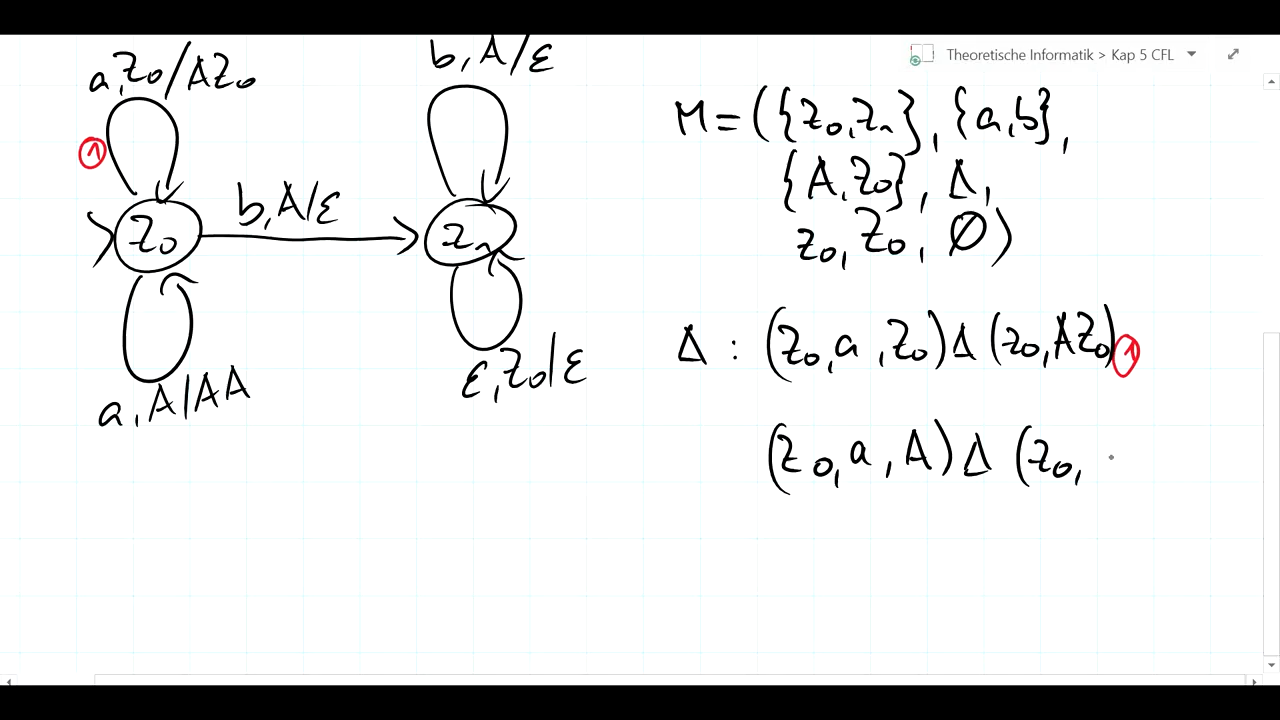 Theoretische Informatik > Kap 5 CFL
a, Z₀/AZ₀
b, A/ε
①
z₀
b, A/ε
z₁
a, A/AA
ε, Z₀/ε
M = ({z₀, z₁}, {a, b},
{A, Z₀}, Δ,
z₀, Z₀, ∅)
Δ : (z₀, a, Z₀) Δ (z₀, AZ₀) ①
(z₀, a, A) Δ (z₀,